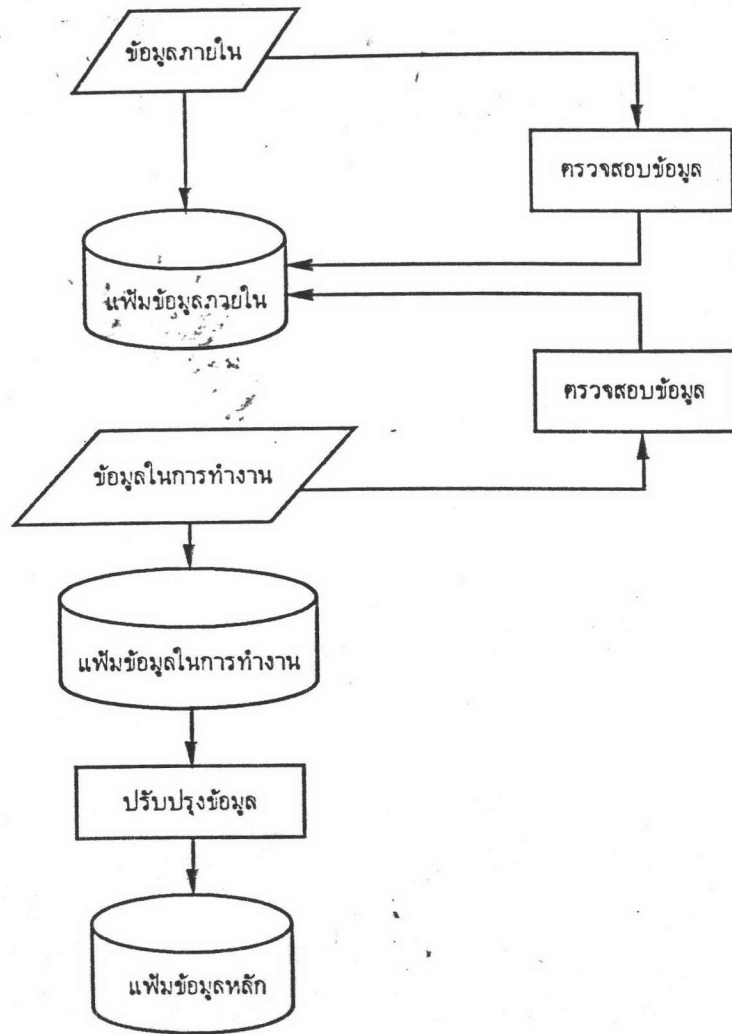 ข้อมูลภายใน
ตรวจสอบข้อมูล
แฟ้มข้อมูลภวยใน
ตรวจสอบข้อมูล
ข้อมูลในการทำงาน
แฟ้มข้อมูลในการทำงาน
ปรับปรุงข้อมูล
แฟ้มข้อมูลหลัก